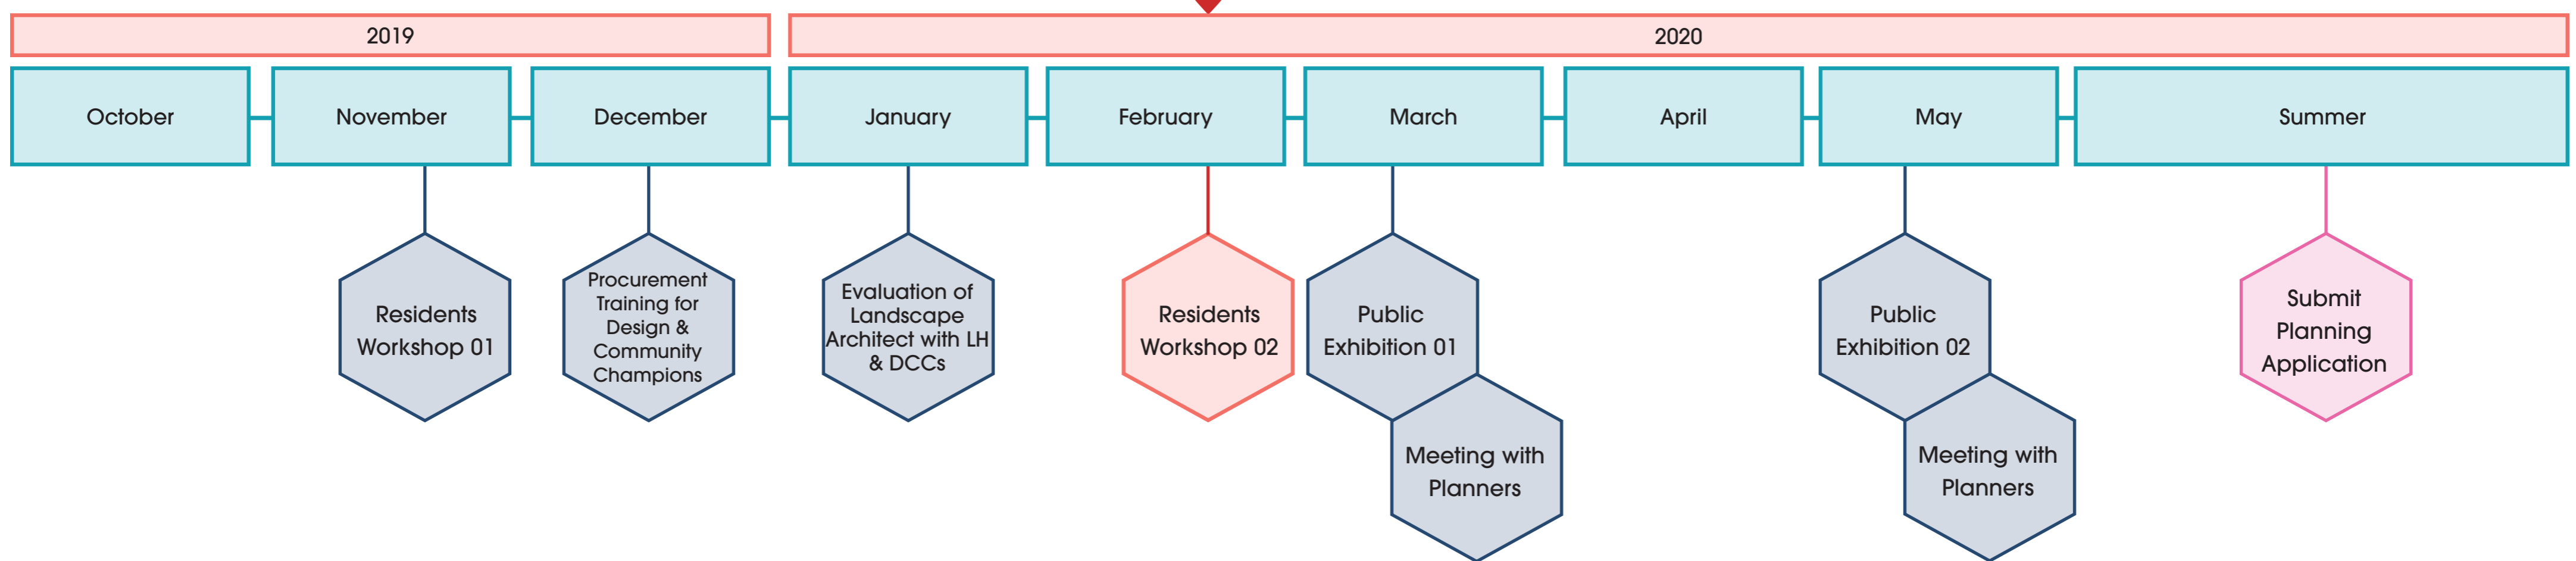 2019
2020
October
November
December
January
February
March
April
May
Summer
Residents
Workshop 01
Procurement
Training for
Design &
Community
Champions
Evaluation of
Landscape
Architect with LH
& DCCs
Residents
Workshop 02
Public
Exhibition 01
Meeting with
Planners
Public
Exhibition 02
Meeting with
Planners
Submit
Planning
Application